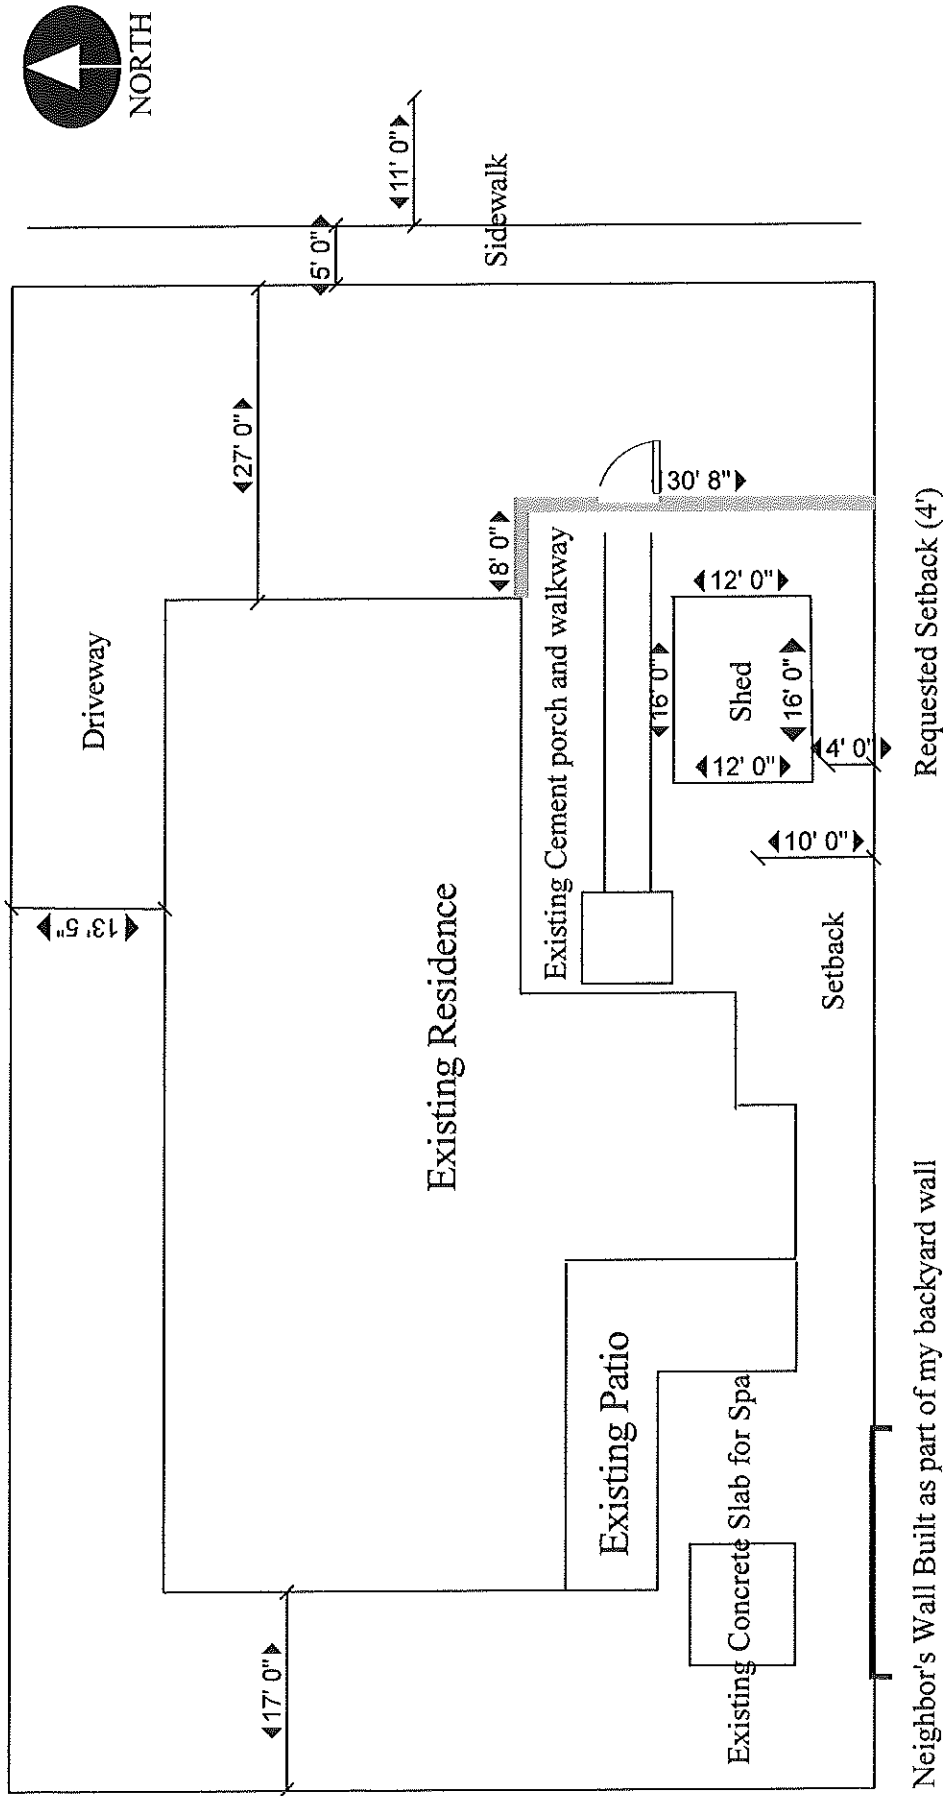 NORTH
11' 0"
5' 0"
Sidewalk
27' 0"
Driveway
13' 5"
8' 0"
30' 8"
Existing Cement porch and walkway
16' 0"
12' 0"
Shed
12' 0"
16' 0"
4' 0"
10' 0"
Setback
Requested Setback (4')
Existing Residence
Existing Patio
Existing Concrete Slab for Spa
17' 0"
Neighbor's Wall Built as part of my backyard wall